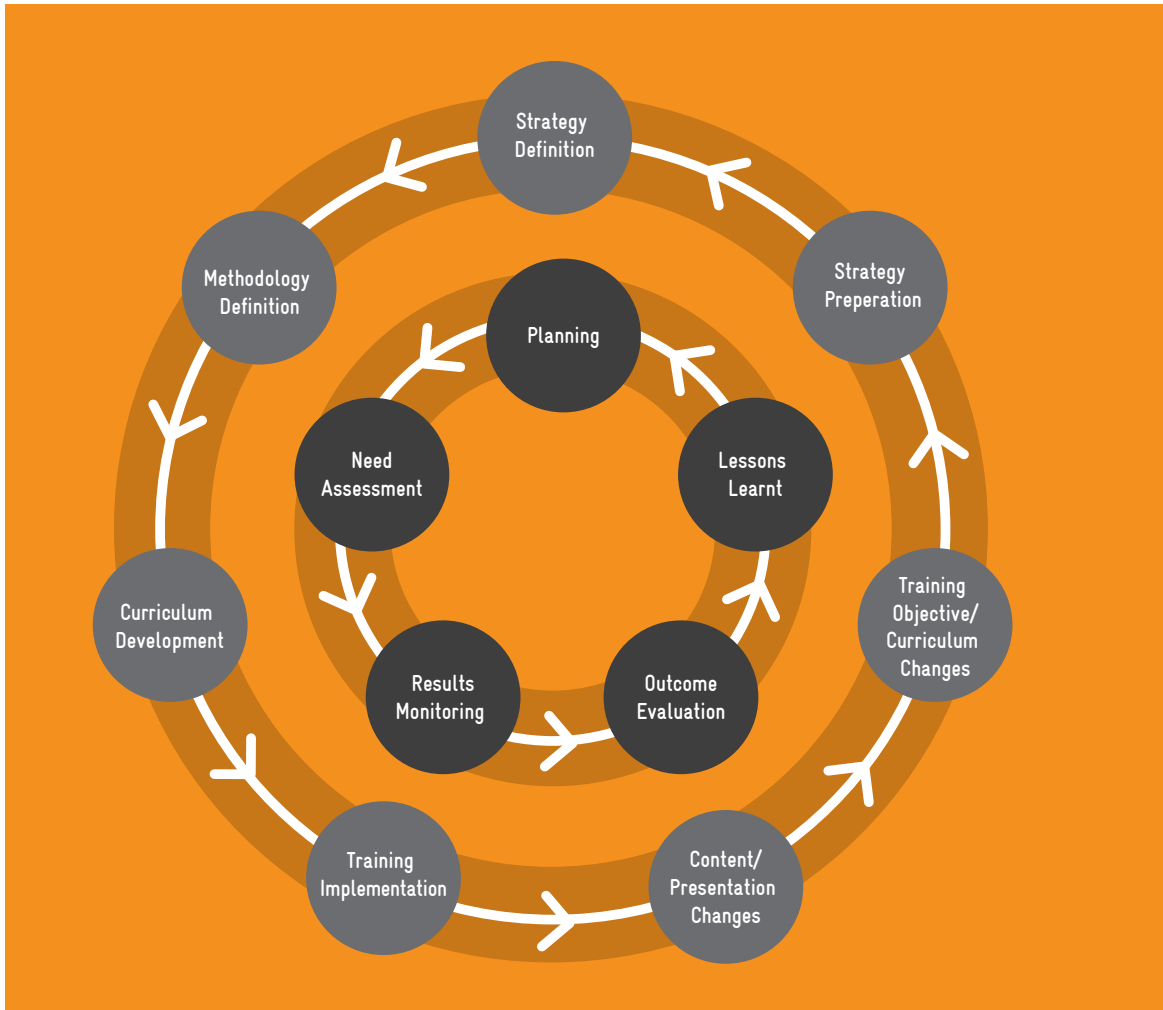 Strategy
Definition
Methodology
Definition
Strategy
Preperation
Planning
Need
Assessment
Lessons
Learnt
Curriculum
Development
Training
Objective/
Curriculum
Changes
Results
Monitoring
Outcome
Evaluation
Training
Implementation
Content/
Presentation
Changes